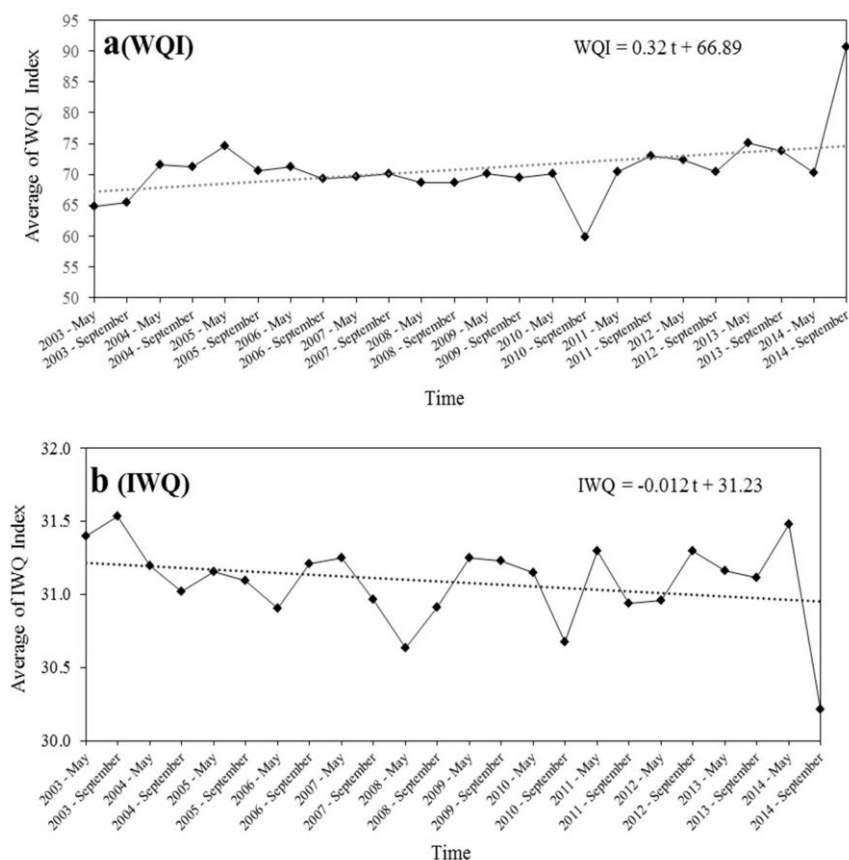 a(WQI)
WQI = 0.32 t + 66.89
Average of WQI Index
95
90
85
80
75
70
65
60
55
50
2003 - May
2003 - September
2004 - May
2004 - September
2005 - May
2005 - September
2006 - May
2006 - September
2007 - May
2007 - September
2008 - May
2008 - September
2009 - May
2009 - September
2010 - May
2010 - September
2011 - May
2011 - September
2012 - May
2012 - September
2013 - May
2013 - September
2014 - May
2014 - September
Time
b (IWQ)
IWQ = -0.012 t + 31.23
Average of IWQ Index
32.0
31.5
31.0
30.5
30.0
2003 - May
2003 - September
2004 - May
2004 - September
2005 - May
2005 - September
2006 - May
2006 - September
2007 - May
2007 - September
2008 - May
2008 - September
2009 - May
2009 - September
2010 - May
2010 - September
2011 - May
2011 - September
2012 - May
2012 - September
2013 - May
2013 - September
2014 - May
2014 - September
Time